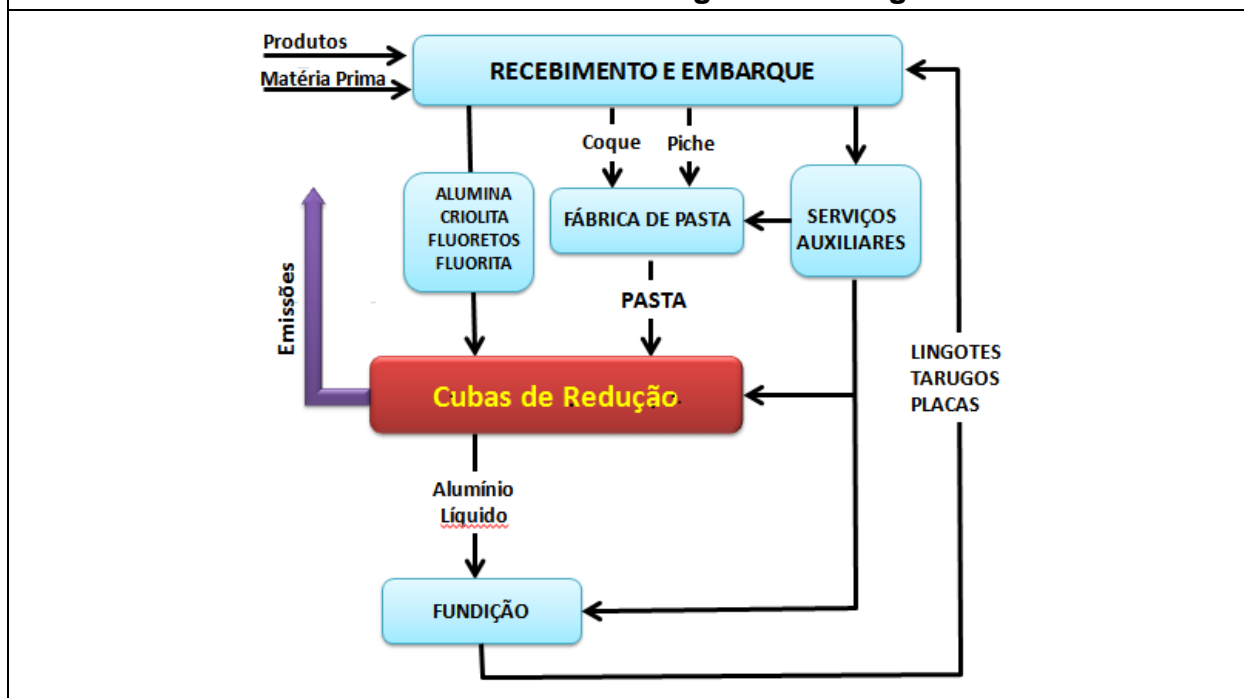 Produtos
Matéria Prima
RECEBIMENTO E EMBARQUE
Coque
Piche
ALUMINA
CRIOLITA
FLUORETOS
FLUORITA
FÁBRICA DE PASTA
SERVIÇOS
AUXILIARES
Emissões
PASTA
LINGOTES
TARUGOS
PLACAS
Cubas de Redução
Alumínio
Líquido
FUNDIÇÃO